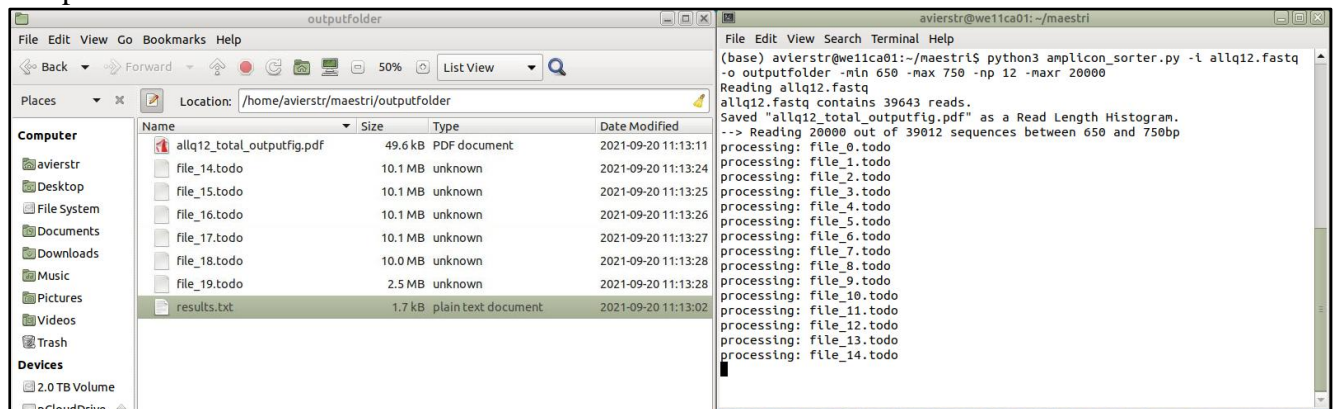 outputfolder
File Edit View Go Bookmarks Help
Back Forward 50% List View
Places Location: /home/avierstr/maestri/outputfolder
Computer
avierstr
Desktop
File System
Documents
Downloads
Music
Pictures
Videos
Trash
Devices
2.0 TB Volume
pCloudDrive
Name Size Type Date Modified
allq12_total_outputfig.pdf 49.6 kB PDF document 2021-09-20 11:13:11
file_14.todo 10.1 MB unknown 2021-09-20 11:13:24
file_15.todo 10.1 MB unknown 2021-09-20 11:13:25
file_16.todo 10.1 MB unknown 2021-09-20 11:13:26
file_17.todo 10.1 MB unknown 2021-09-20 11:13:27
file_18.todo 10.0 MB unknown 2021-09-20 11:13:28
file_19.todo 2.5 MB unknown 2021-09-20 11:13:28
results.txt 1.7 kB plain text document 2021-09-20 11:13:02
avierstr@we11ca01: ~/maestri
File Edit View Search Terminal Help
(base) avierstr@we11ca01:~/maestri$ python3 amplicon_sorter.py -i allq12.fastq
-o outputfolder -min 650 -max 750 -np 12 -maxr 20000
Reading allq12.fastq
allq12.fastq contains 39643 reads.
Saved "allq12_total_outputfig.pdf" as a Read Length Histogram.
--> Reading 20000 out of 39012 sequences between 650 and 750bp
processing: file_0.todo
processing: file_1.todo
processing: file_2.todo
processing: file_3.todo
processing: file_4.todo
processing: file_5.todo
processing: file_6.todo
processing: file_7.todo
processing: file_8.todo
processing: file_9.todo
processing: file_10.todo
processing: file_11.todo
processing: file_12.todo
processing: file_13.todo
processing: file_14.todo